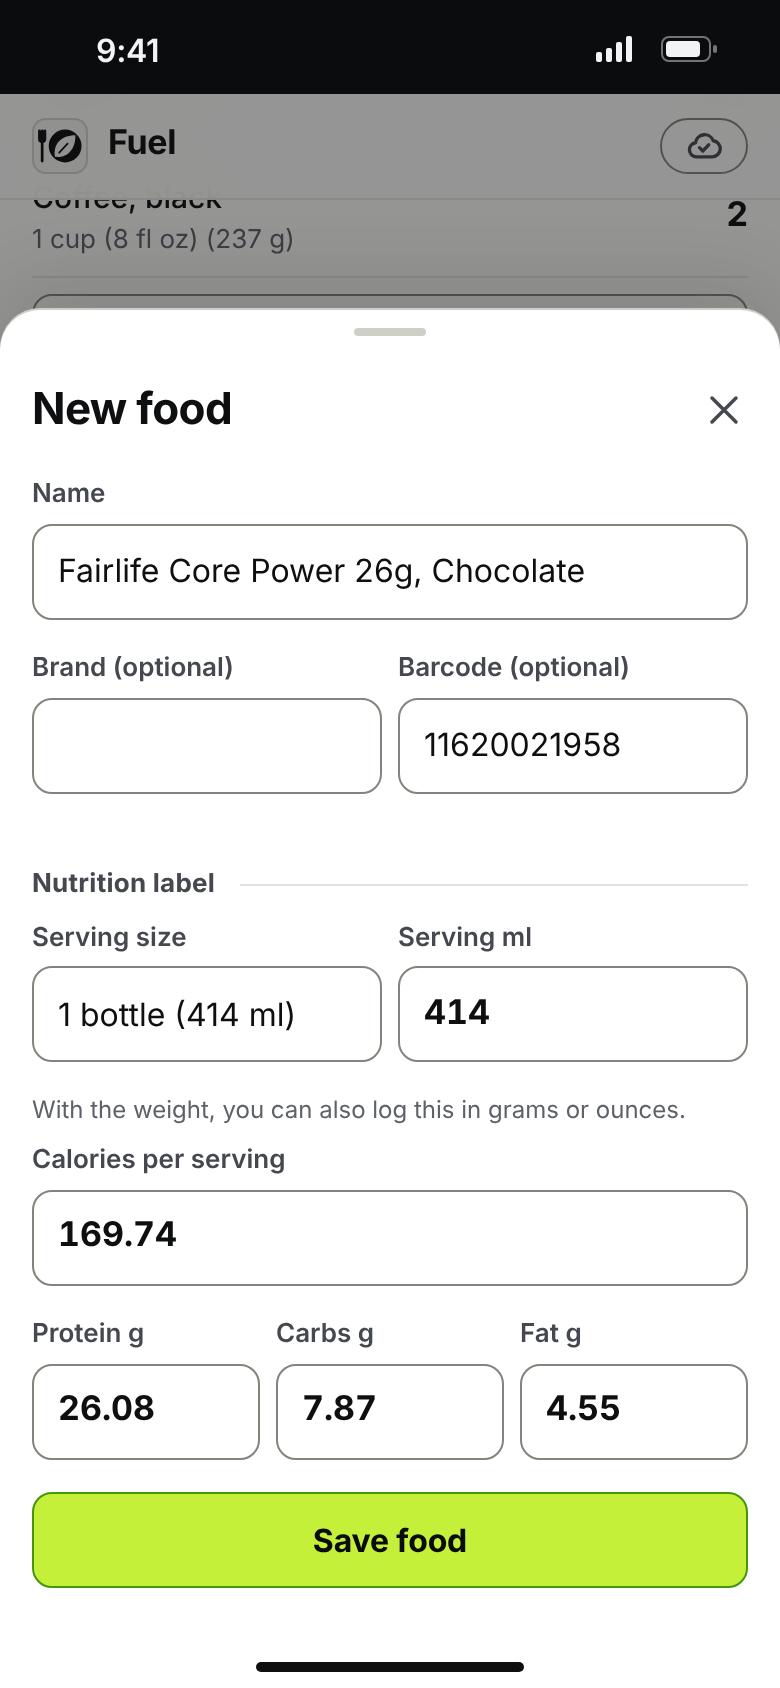 9:41
Fuel
Coffee, black
2
1 cup (8 fl oz) (237 g)
New food
Name
Fairlife Core Power 26g, Chocolate
Brand (optional)
Barcode (optional)
11620021958
Nutrition label
Serving size
Serving ml
1 bottle (414 ml)
414
With the weight, you can also log this in grams or ounces.
Calories per serving
169.74
Protein g
Carbs g
Fat g
26.08
7.87
4.55
Save food